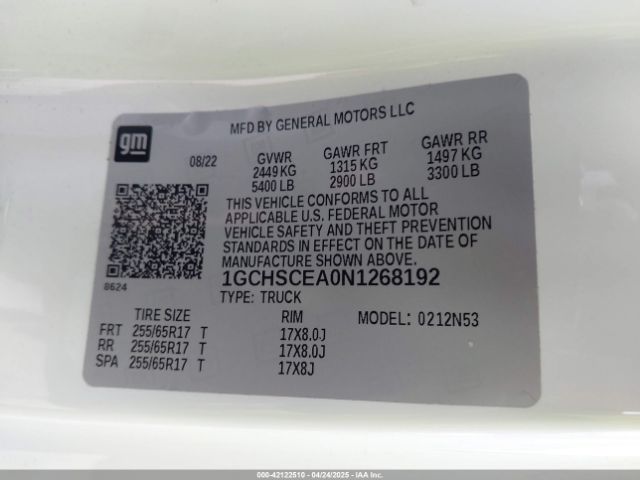 MFD BY GENERAL MOTORS LLC
gm
08/22
GVWR GAWR FRT GAWR RR
2449 KG 1315 KG 1497 KG
5400 LB 2900 LB 3300 LB
THIS VEHICLE CONFORMS TO ALL
APPLICABLE U.S. FEDERAL MOTOR
VEHICLE SAFETY AND THEFT PREVENTION
STANDARDS IN EFFECT ON THE DATE OF
MANUFACTURE SHOWN ABOVE.
8624
1GCHSCEA0N1268192
TYPE: TRUCK
TIRE SIZE RIM MODEL: 0212N53
FRT 255/65R17 T 17X8.0J
RR 255/65R17 T 17X8.0J
SPA 255/65R17 T 17X8J
000-42122510 - 04/24/2025 - IAAI.COM